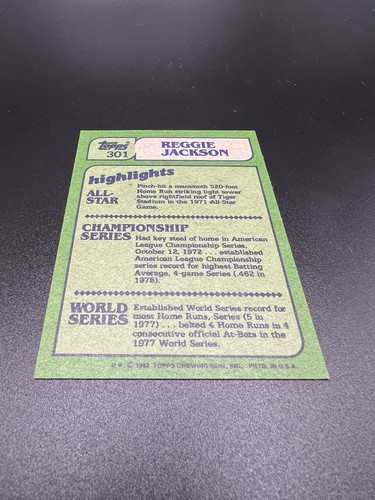 Topps
301
REGGIE
JACKSON
highlights
ALL-
STAR
Pinch-hit a mammoth 520-foot
Home Run striking light tower
above rightfield roof of Tiger
Stadium in the 1971 All-Star
Game.
CHAMPIONSHIP
SERIES
Had key steal of home in American
League Championship Series,
October 12, 1972 . . . established
American League Championship
series record for highest Batting
Average, 4-game Series (.462 in
1978).
WORLD
SERIES
Established World Series record for
most Home Runs, Series (5 in
1977) . . . belted 4 Home Runs in 4
consecutive official At-Bats in the
1977 World Series.
© 1982 TOPPS CHEWING GUM, INC. PRTD. IN U.S.A.